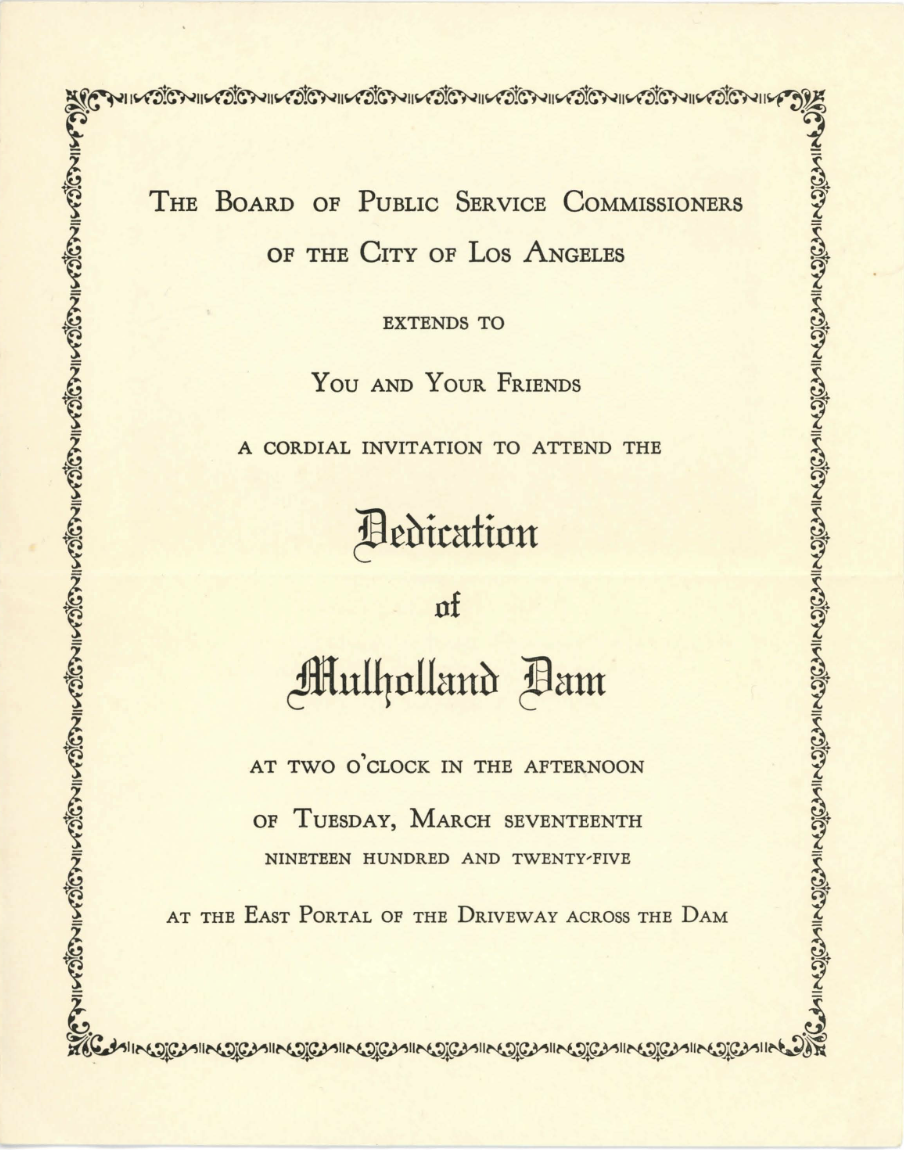 The Board of Public Service Commissioners
of the City of Los Angeles
extends to
You and Your Friends
a cordial invitation to attend the
Dedication
of
Mulholland Dam
at two o'clock in the afternoon
of Tuesday, March seventeenth
nineteen hundred and twenty-five
at the East Portal of the Driveway across the Dam